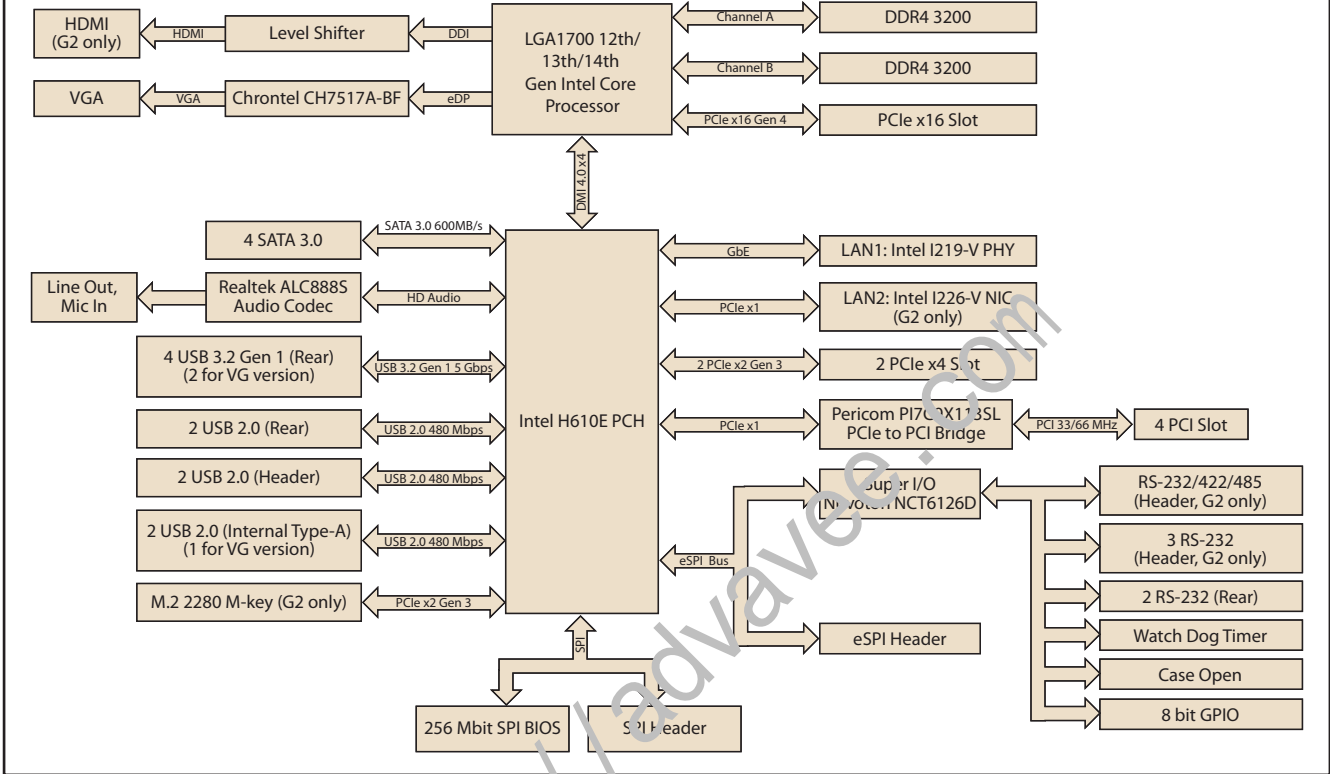 HDMI
(G2 only)
HDMI
Level Shifter
DDI
LGA1700 12th/
13th/14th
Gen Intel Core
Processor
Channel A
DDR4 3200
Channel B
DDR4 3200
VGA
VGA
Chrontel CH7517A-BF
eDP
PCIe x16 Gen 4
PCIe x16 Slot
DMI 4.0 x4
4 SATA 3.0
SATA 3.0 600MB/s
Line Out,
Mic In
Realtek ALC888S
Audio Codec
HD Audio
4 USB 3.2 Gen 1 (Rear)
(2 for VG version)
USB 3.2 Gen 1 5 Gbps
2 USB 2.0 (Rear)
USB 2.0 480 Mbps
2 USB 2.0 (Header)
USB 2.0 480 Mbps
2 USB 2.0 (Internal Type-A)
(1 for VG version)
USB 2.0 480 Mbps
M.2 2280 M-key (G2 only)
PCIe x2 Gen 3
Intel H610E PCH
GbE
LAN1: Intel I219-V PHY
PCIe x1
LAN2: Intel I226-V NIC
(G2 only)
2 PCIe x2 Gen 3
2 PCIe x4 Slot
PCIe x1
Pericom
PCIe to PCI Bridge
PCI 33/66 MHz
4 PCI Slot
eSPI Bus
Super I/O
NCT6126D
eSPI Header
RS-232/422/485
(Header, G2 only)
3 RS-232
(Header, G2 only)
2 RS-232 (Rear)
Watch Dog Timer
Case Open
8 bit GPIO
SPI
256 Mbit SPI BIOS
SPI Header
//advavee.com